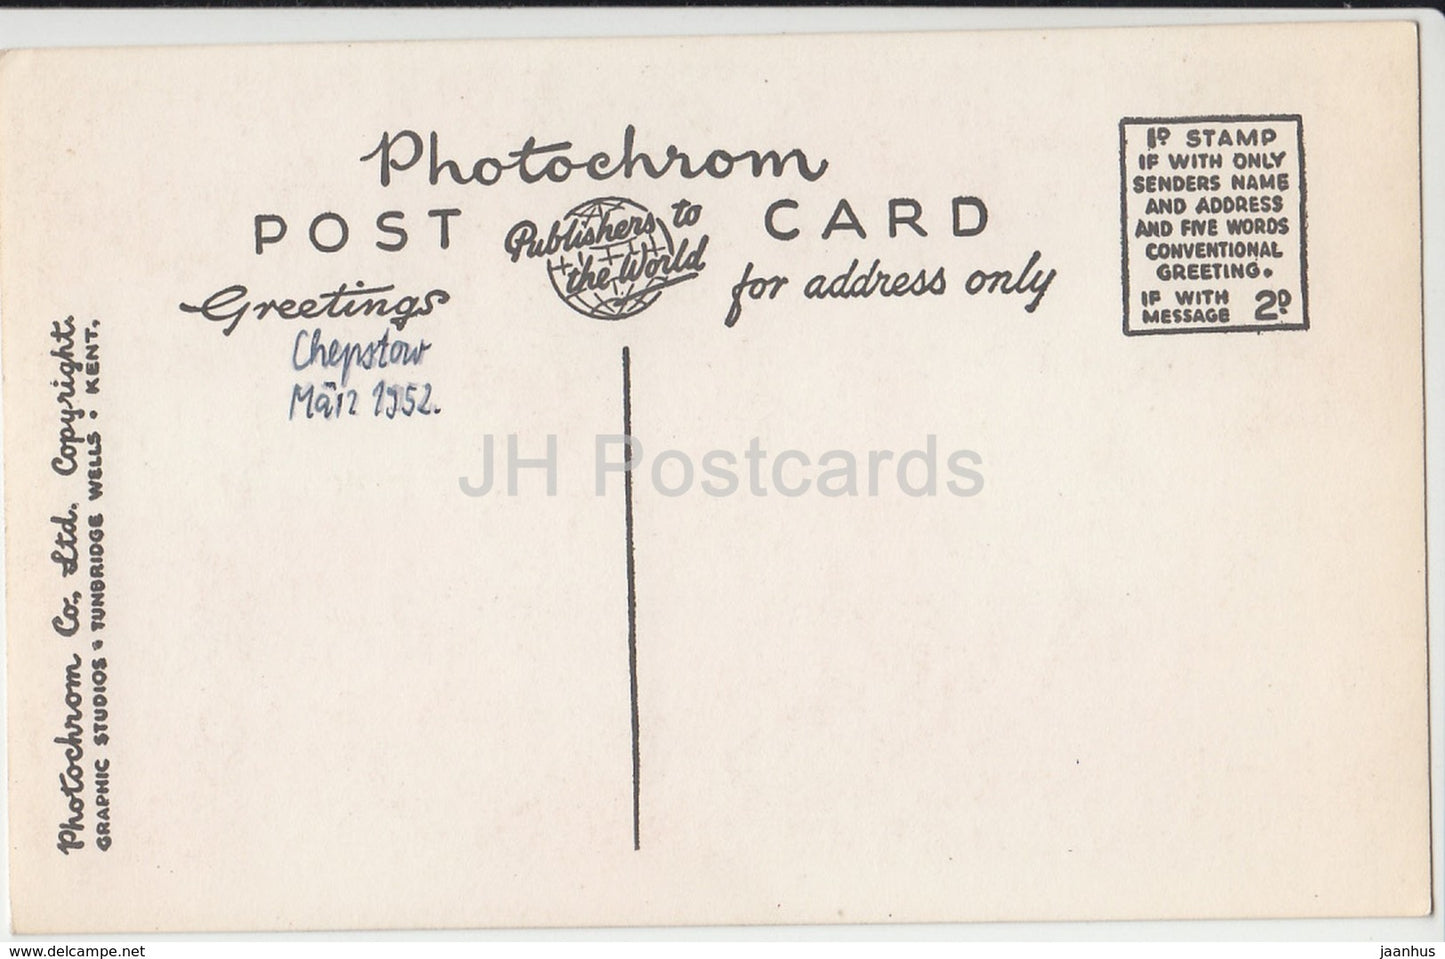 Photochrom
POST CARD
Publishers to
the World
Greetings
for address only
Chepstow
März 1952.
1D STAMP
IF WITH ONLY
SENDERS NAME
AND ADDRESS
AND FIVE WORDS
CONVENTIONAL
GREETING.
IF WITH
MESSAGE 2D
Photochrom Co., Ltd. Copyright.
GRAPHIC STUDIOS • TUNBRIDGE WELLS • KENT.
JH Postcards
www.delcampe.net
jaanhus